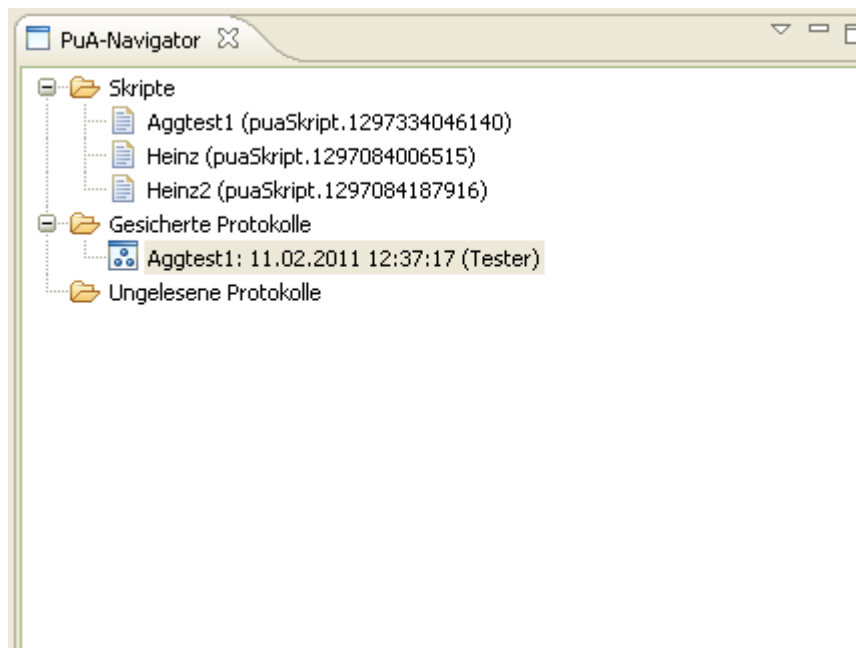 PuA-Navigator
Skripte
Aggtest1 (puaSkript.1297334046140)
Heinz (puaSkript.1297084006515)
Heinz2 (puaSkript.1297084187916)
Gesicherte Protokolle
Aggtest1: 11.02.2011 12:37:17 (Tester)
Ungelesene Protokolle